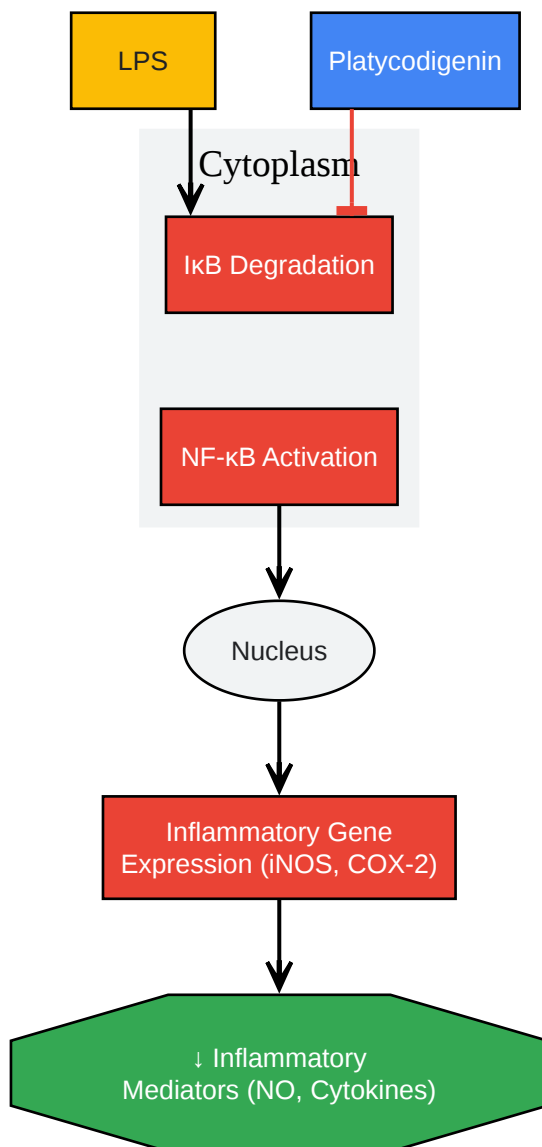 LPS
Platycodigenin
Cytoplasm
IκB Degradation
NF-κB Activation
Nucleus
Inflammatory Gene
Expression (iNOS, COX-2)
↓ Inflammatory
Mediators (NO, Cytokines)